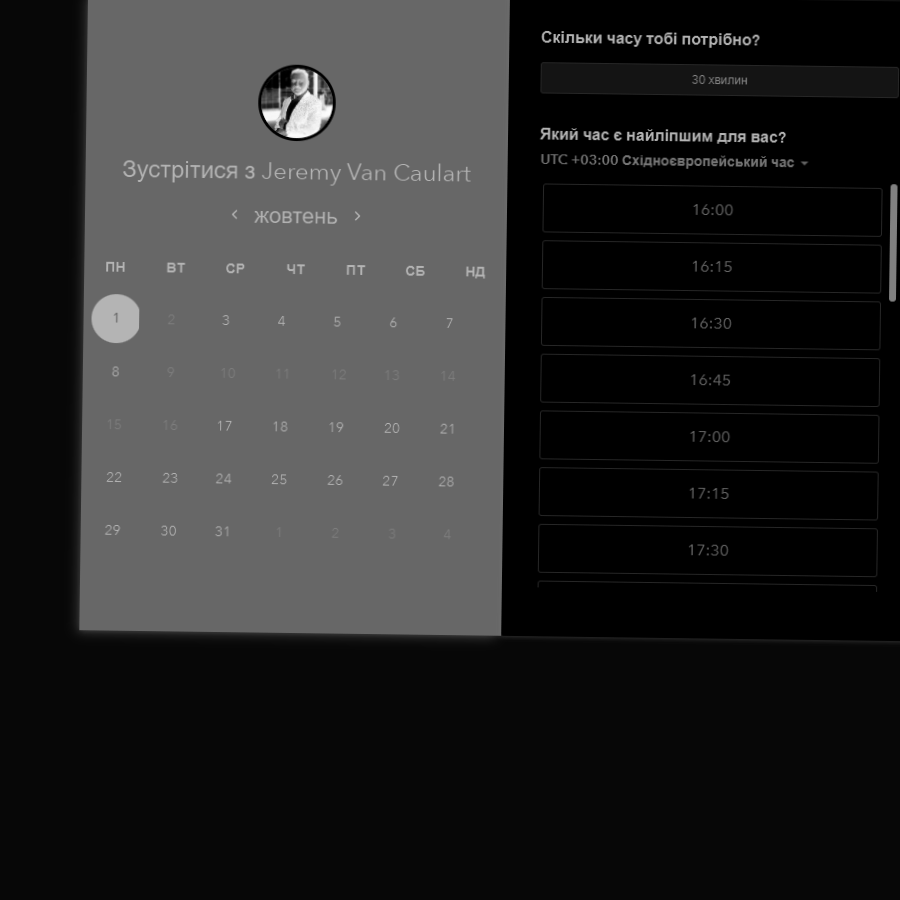 Зустрітися з Jeremy Van Caulart
жовтень
ПН ВТ СР ЧТ ПТ СБ НД
1 2 3 4 5 6 7
8 9 10 11 12 13 14
15 16 17 18 19 20 21
22 23 24 25 26 27 28
29 30 31 1 2 3 4
Скільки часу тобі потрібно?
30 хвилин
Який час є найліпшим для вас?
UTC +03:00 Східноєвропейський час
16:00
16:15
16:30
16:45
17:00
17:15
17:30